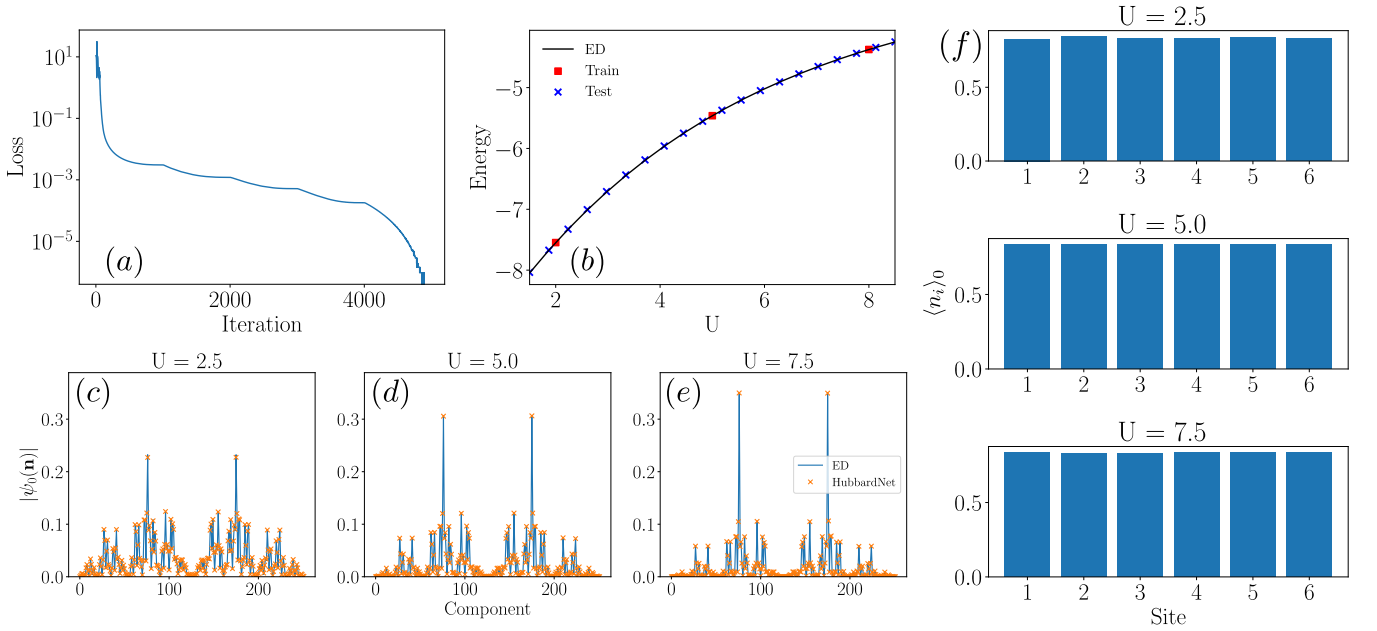 10^1
10^{-1}
10^{-3}
10^{-5}
Loss
(a)
0
2000
4000
Iteration
ED
Train
Test
−5
−6
−7
−8
Energy
(b)
2
4
6
8
U
U = 2.5
(c)
0.3
0.2
0.1
0.0
|ψ_0(𝐧)|
0
100
200
U = 5.0
(d)
0.3
0.2
0.1
0.0
0
100
200
Component
U = 7.5
(e)
0.3
0.2
0.1
0.0
ED
HubbardNet
0
100
200
U = 2.5
(f)
0.5
0.0
1 2 3 4 5 6
U = 5.0
0.5
0.0
⟨n_i⟩_0
1 2 3 4 5 6
U = 7.5
0.5
0.0
1 2 3 4 5 6
Site